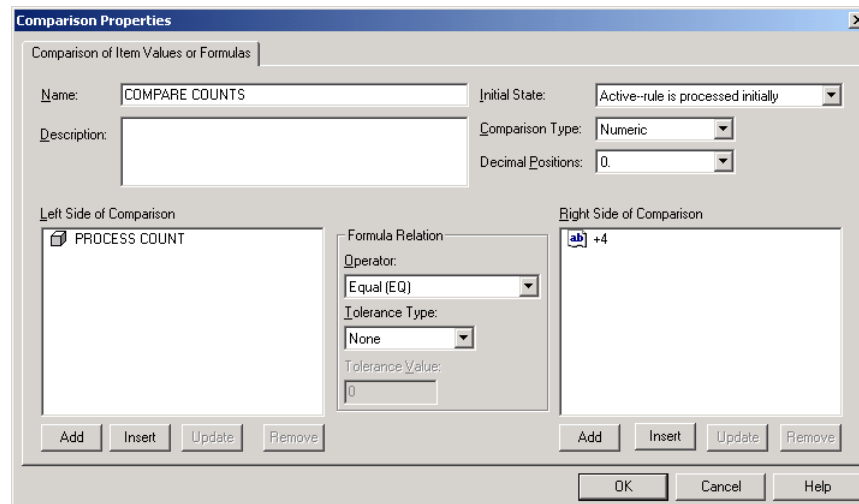 Comparison Properties
Comparison of Item Values or Formulas
Name: COMPARE COUNTS
Initial State: Active--rule is processed initially
Description:
Comparison Type: Numeric
Decimal Positions: 0.
Left Side of Comparison
PROCESS COUNT
Formula Relation
Operator:
Equal (EQ)
Tolerance Type:
None
Tolerance Value:
0
Right Side of Comparison
ab +4
Add Insert Update Remove
Add Insert Update Remove
OK Cancel Help